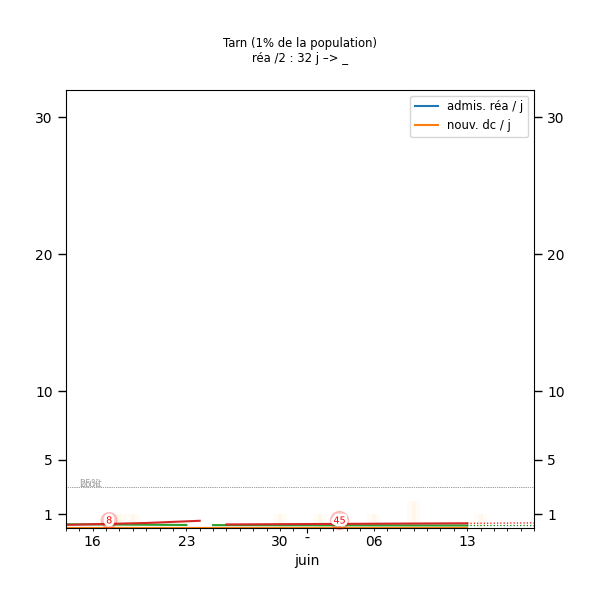 Tarn (1% de la population)
réa /2 : 32 j –> _
admis. réa / j
nouv. dc / j
30 30
20 20
10 10
5 5
1 1
8 45
16 23 30 - 06 13
juin